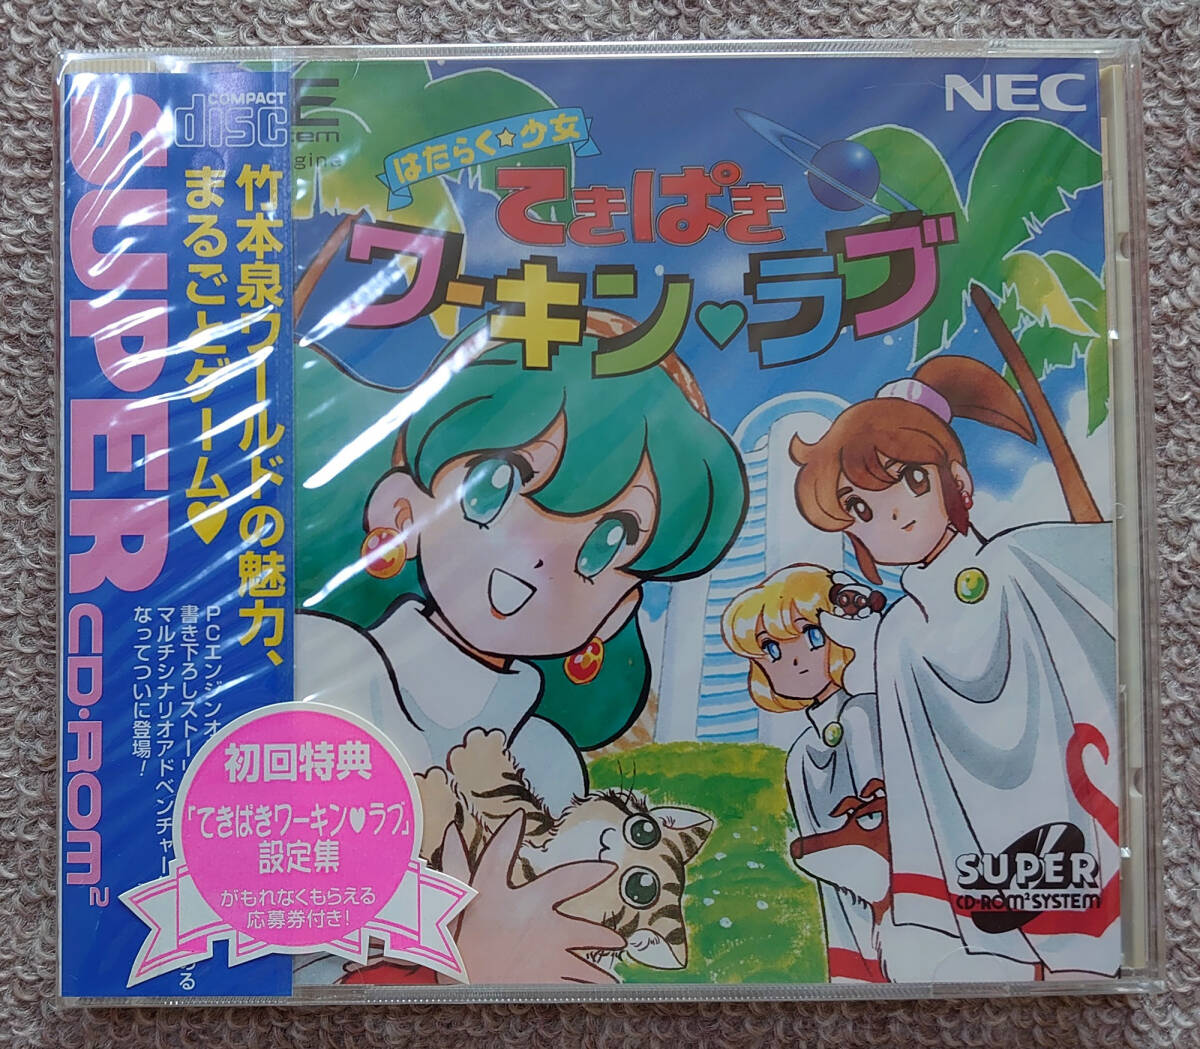 SUPER CD-ROM²
COMPACT
disc
E
stem
gine
竹本泉ワールドの魅力、
まるごとゲーム♥
PCエンジンオ
書き下ろしストー
マルチシナリオアドベンチャー
なってついに登場!
初回特典
「てきぱきワーキン♥ラブ」
設定集
がもれなくもらえる
応募券付き!
NEC
はたらく☆少女
てきぱき
ワーキン♥ラブ
SUPER
CD-ROM²SYSTEM